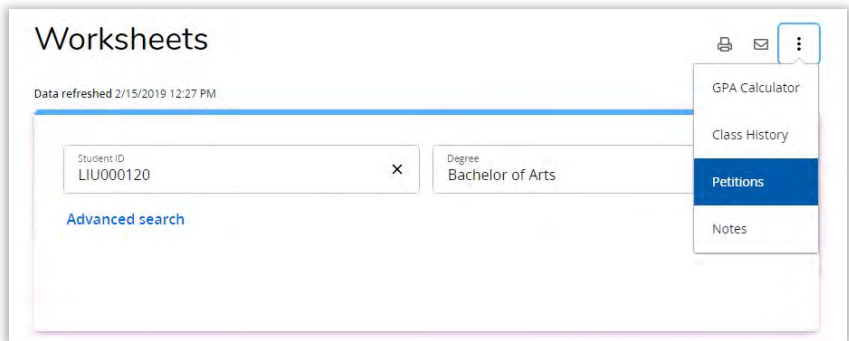 Worksheets
Data refreshed 2/15/2019 12:27 PM
GPA Calculator
Class History
Petitions
Notes
Student ID
LIU000120
Degree
Bachelor of Arts
Advanced search